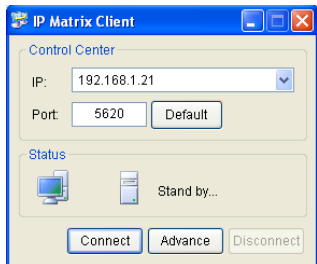 IP Matrix Client
Control Center
IP: 192.168.1.21
Port: 5620 Default
Status
Stand by...
Connect Advance Disconnect